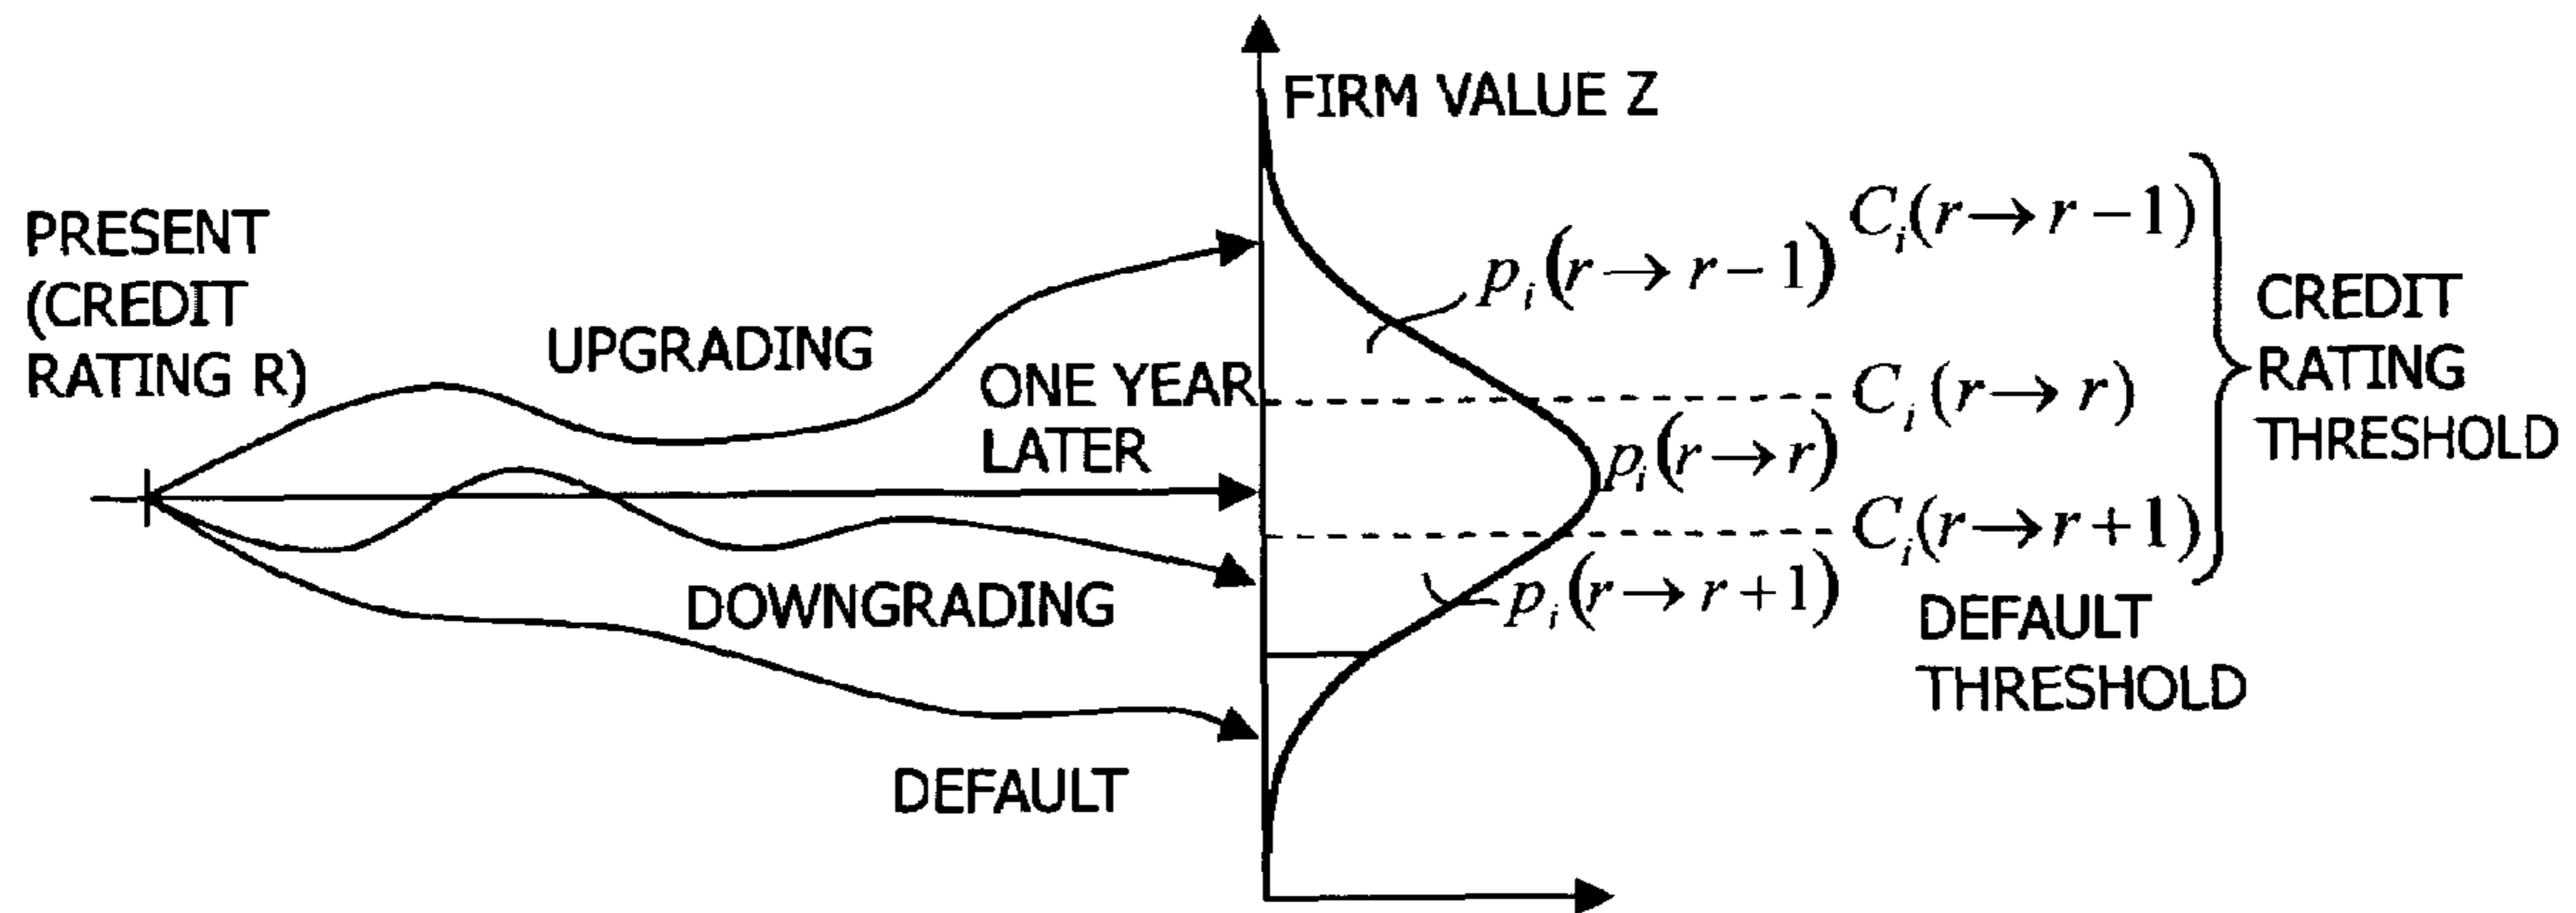 FIRM VALUE Z
PRESENT
(CREDIT
RATING R)
UPGRADING
ONE YEAR
LATER
DOWNGRADING
DEFAULT
C_i(r→r−1)
p_i(r→r−1)
C_i(r→r)
p_i(r→r)
C_i(r→r+1)
p_i(r→r+1)
CREDIT
RATING
THRESHOLD
DEFAULT
THRESHOLD